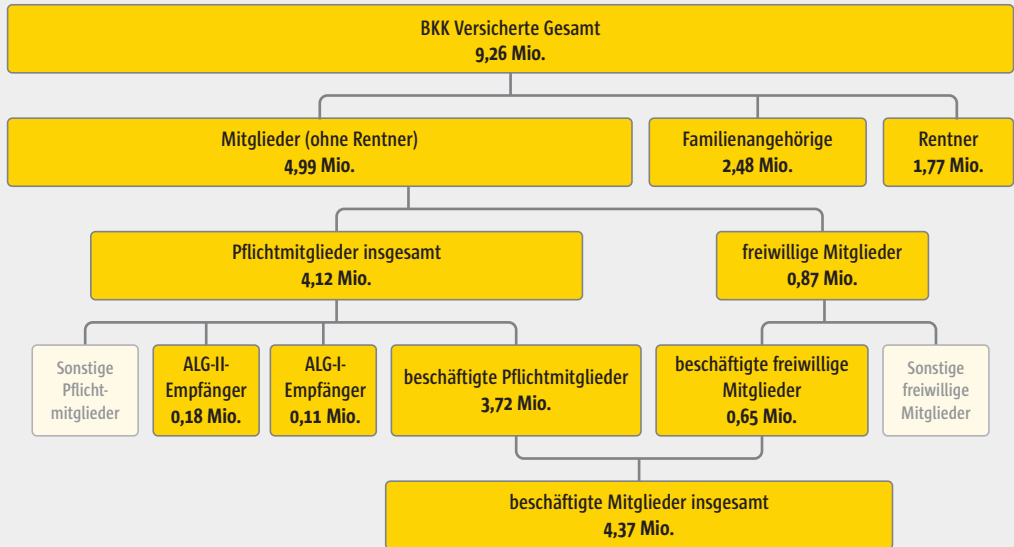 BKK Versicherte Gesamt
9,26 Mio.
Mitglieder (ohne Rentner)
4,99 Mio.
Familienangehörige
2,48 Mio.
Rentner
1,77 Mio.
Pflichtmitglieder insgesamt
4,12 Mio.
freiwillige Mitglieder
0,87 Mio.
Sonstige
Pflicht-
mitglieder
ALG-II-
Empfänger
0,18 Mio.
ALG-I-
Empfänger
0,11 Mio.
beschäftigte Pflichtmitglieder
3,72 Mio.
beschäftigte freiwillige
Mitglieder
0,65 Mio.
Sonstige
freiwillige
Mitglieder
beschäftigte Mitglieder insgesamt
4,37 Mio.